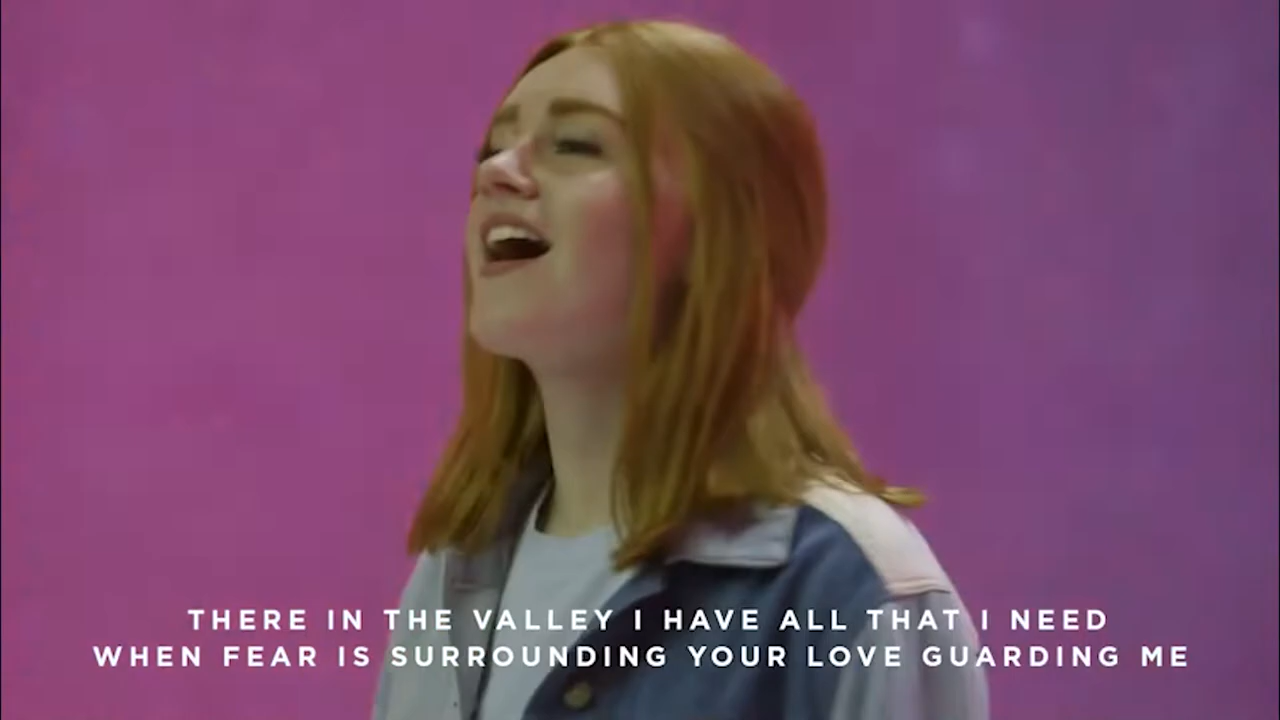 THERE IN THE VALLEY I HAVE ALL THAT I NEED
WHEN FEAR IS SURROUNDING YOUR LOVE GUARDING ME